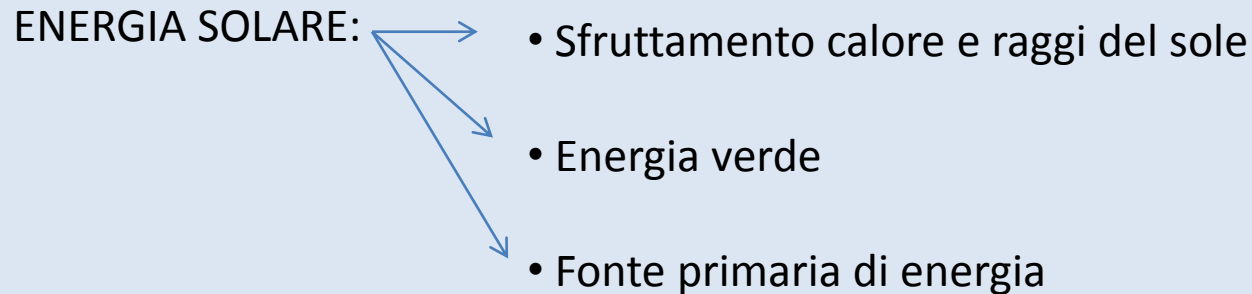 ENERGIA SOLARE:
• Sfruttamento calore e raggi del sole
• Energia verde
• Fonte primaria di energia